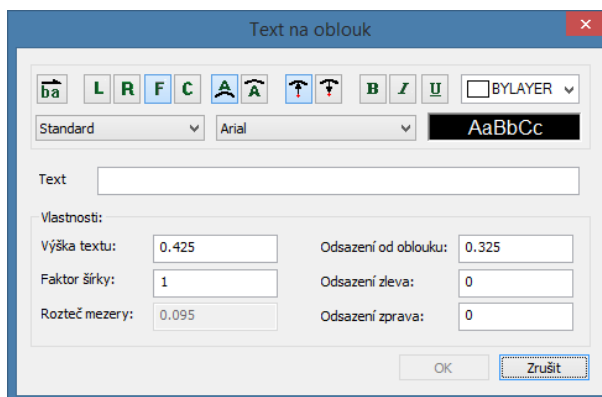 Text na oblouk
ba L R F C A A B I U BYLAYER
Standard Arial AaBbCc
Text
Vlastnosti:
Výška textu: 0.425 Odsazení od oblouku: 0.325
Faktor šírky: 1 Odsazení zleva: 0
Rozteč mezery: 0.095 Odsazení zprava: 0
OK Zrušit